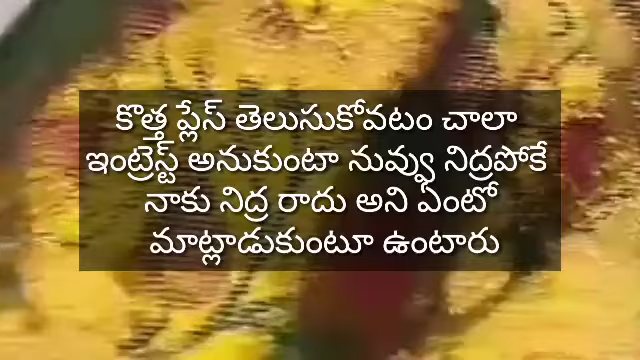 కొత్త ప్లేస్ తెలుసుకోవటం చాలా
ఇంట్రెస్ట్ అనుకుంటా నువ్వు నిద్రపోకే
నాకు నిద్ర రాదు అని ఏంటో
మాట్లాడుకుంటూ ఉంటారు